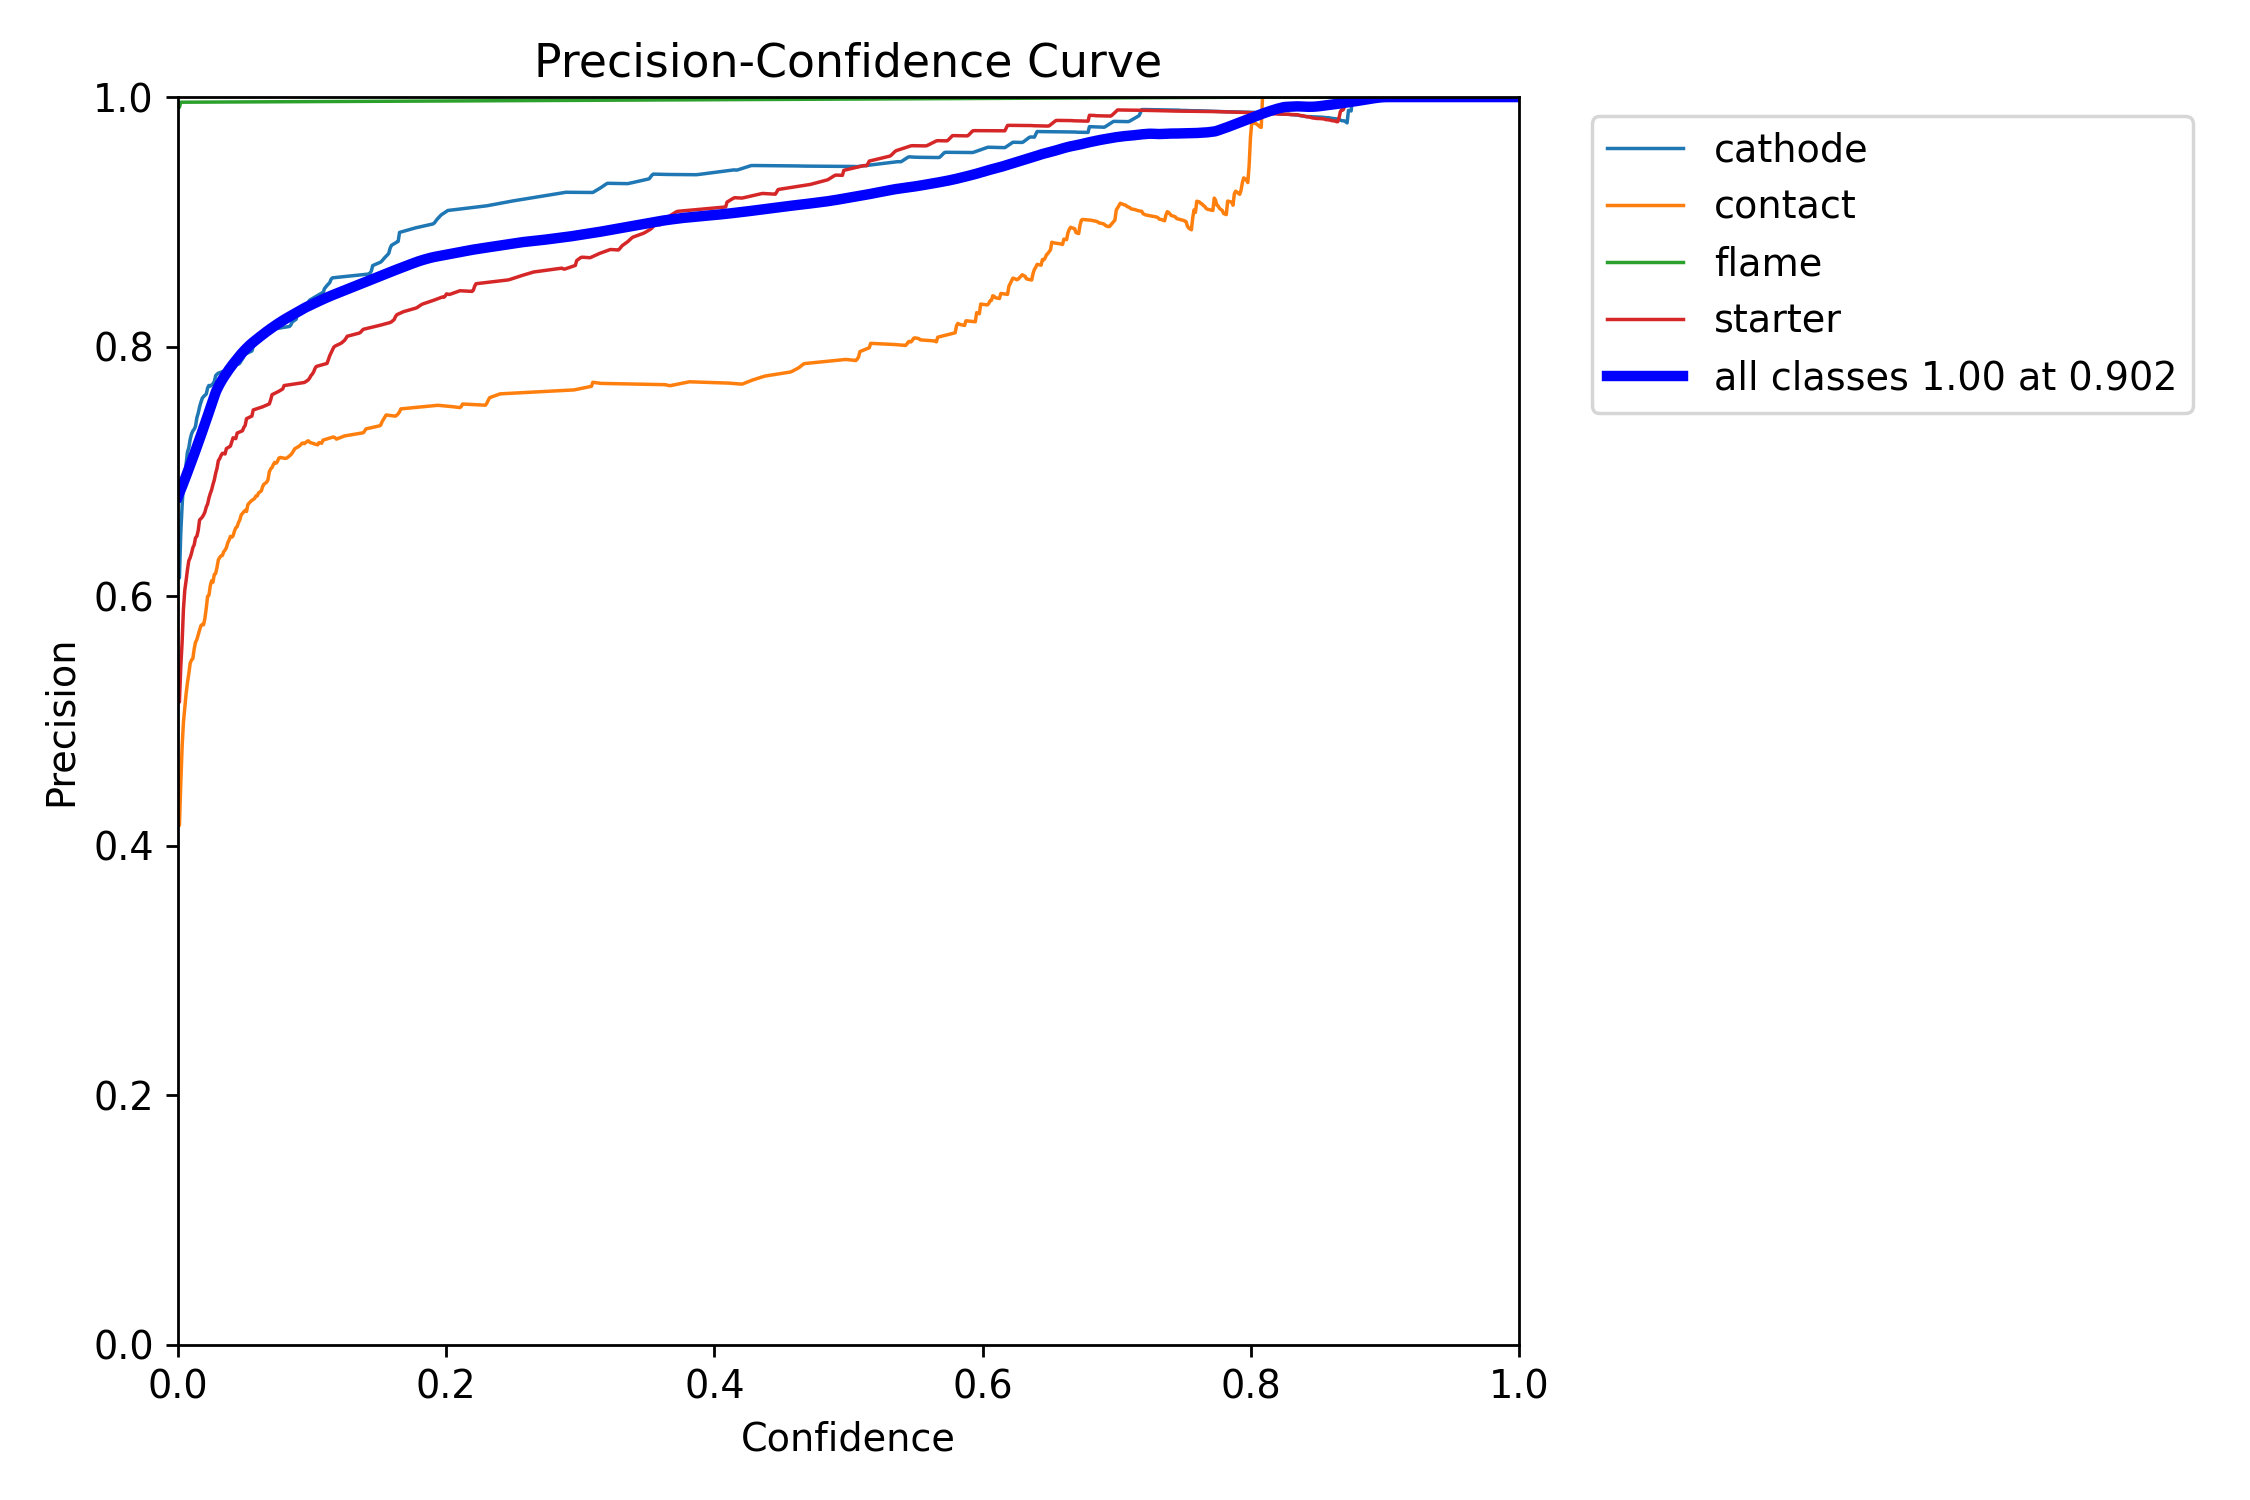 Precision-Confidence Curve
1.0
0.8
0.6
0.4
0.2
0.0
Precision
0.0 0.2 0.4 0.6 0.8 1.0
Confidence
cathode
contact
flame
starter
all classes 1.00 at 0.902